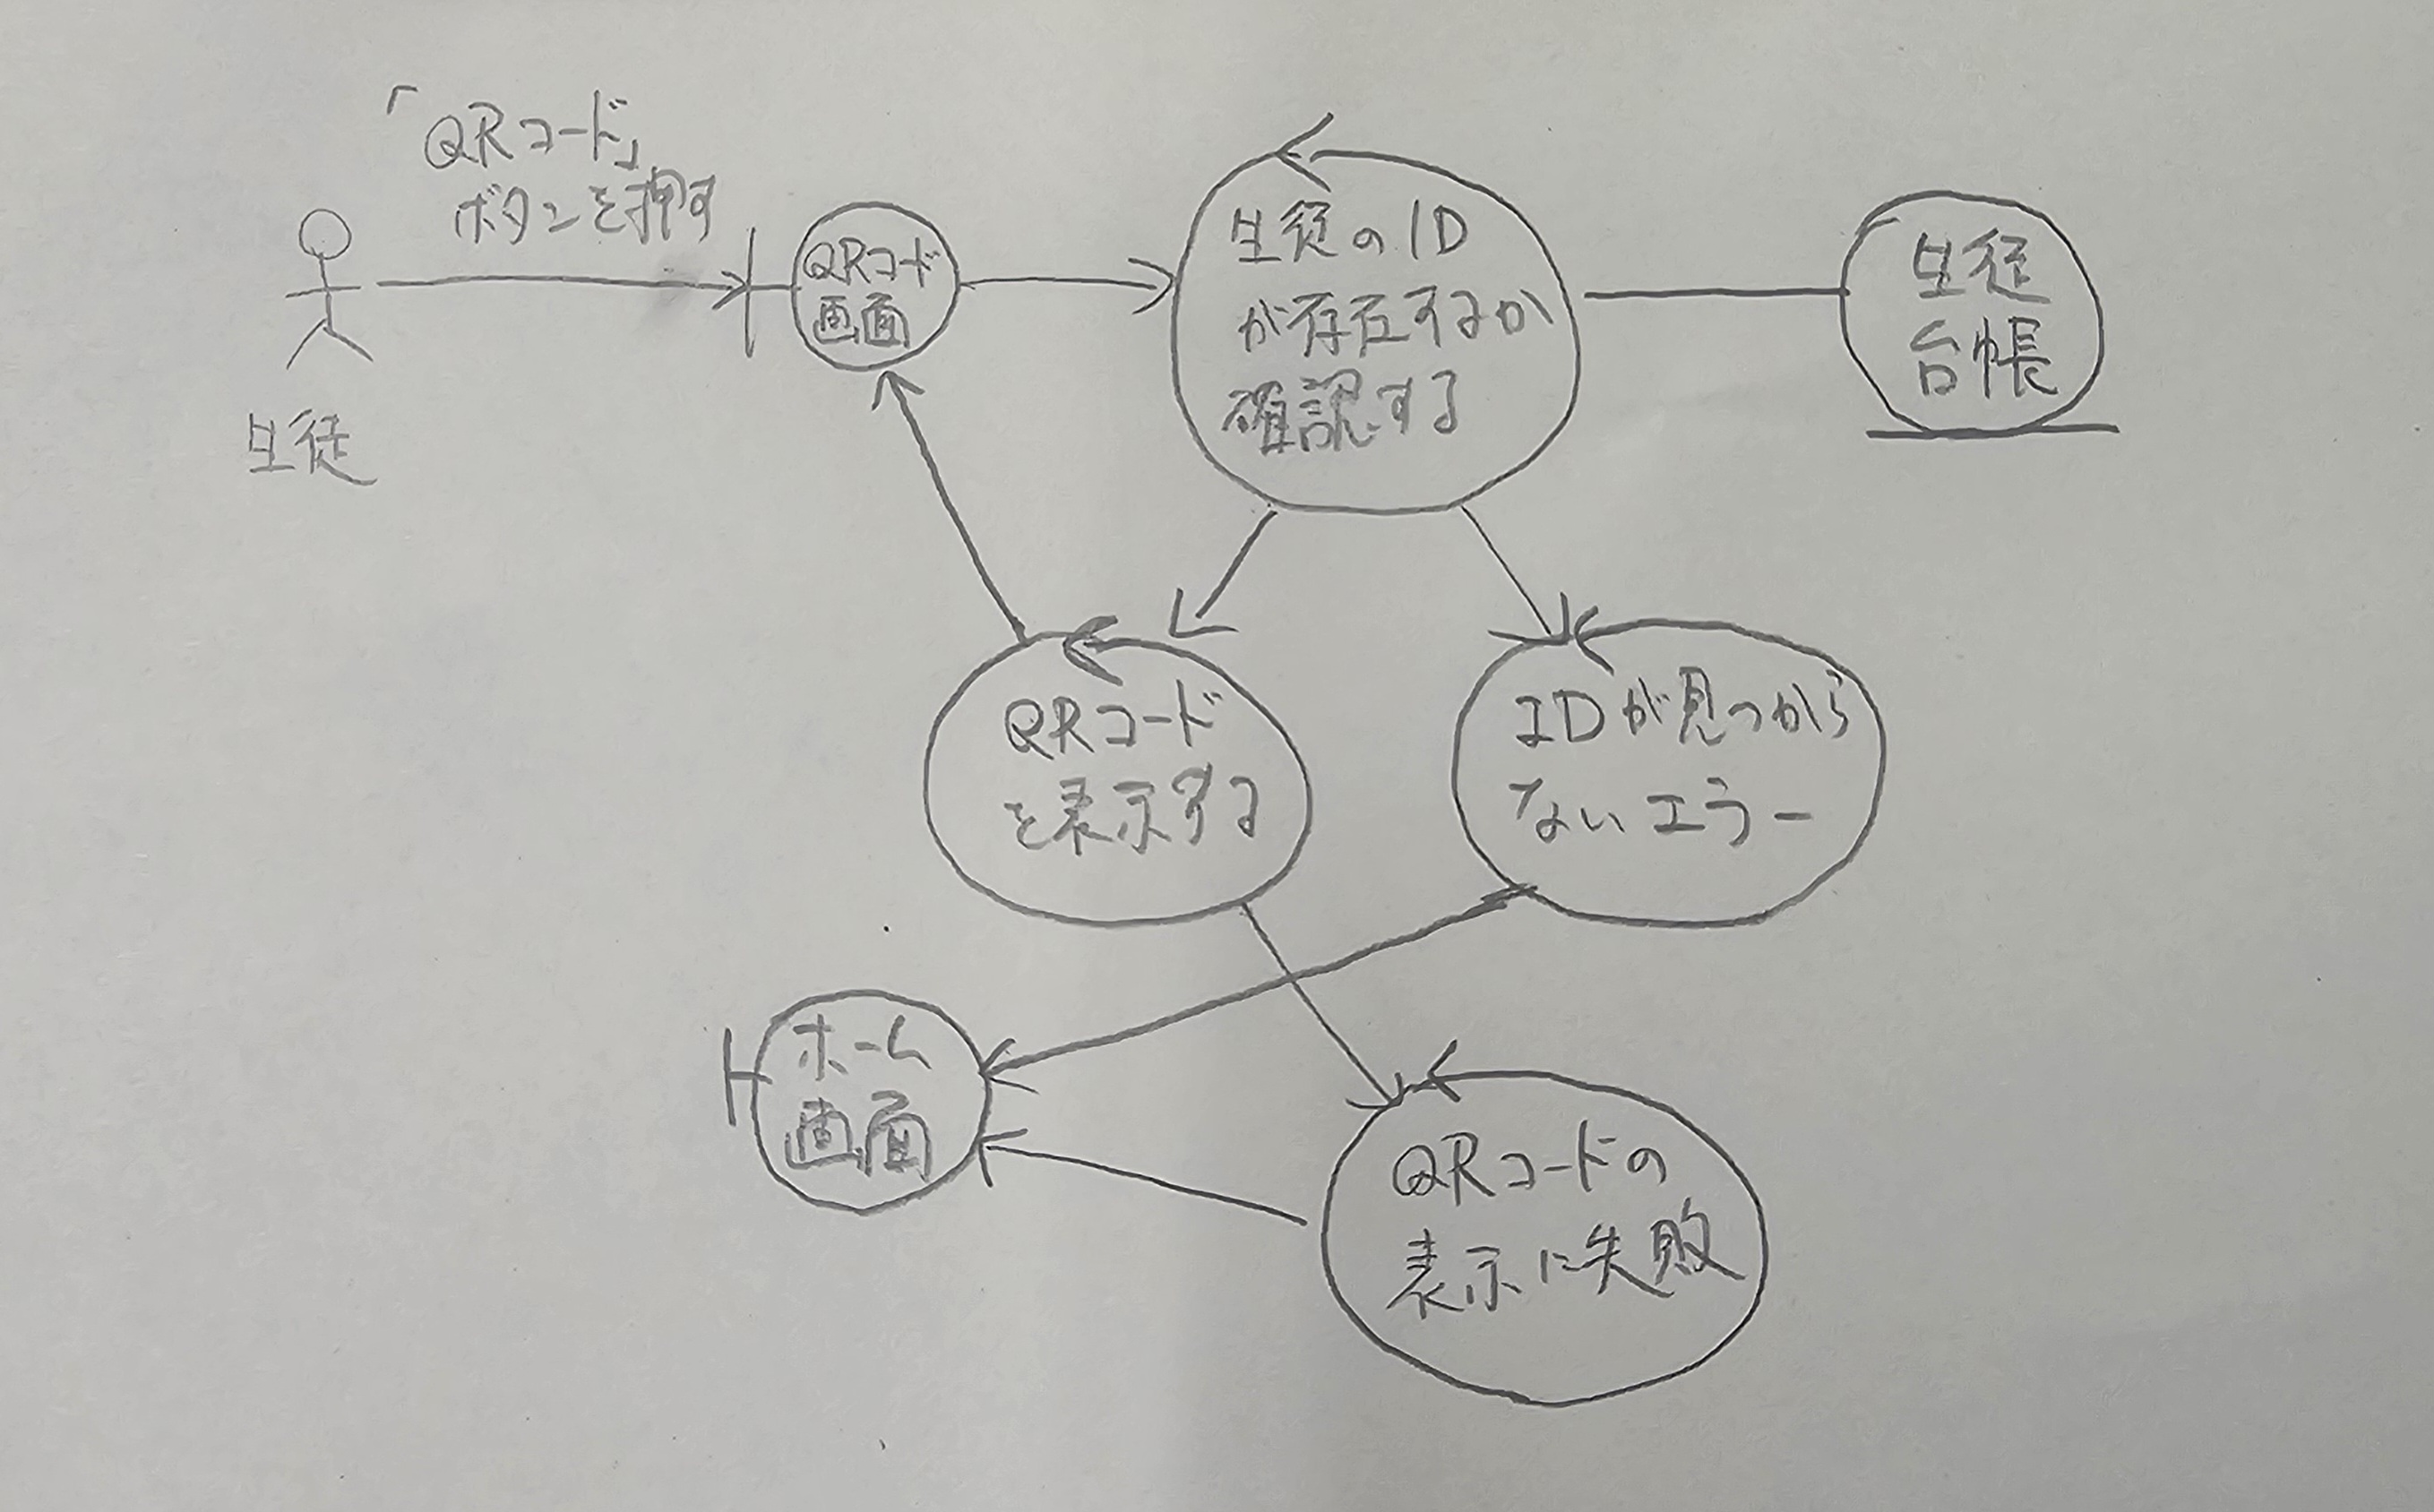 「QRコード」
ボタンを押す
生徒
QRコード
画面
生徒のID
が存在するか
確認する
生徒
台帳
QRコード
を表示する
IDが見つから
ないエラー
ホーム
画面
QRコードの
表示に失敗